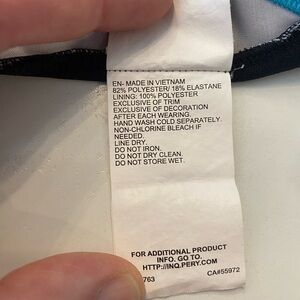 EN- MADE IN VIETNAM
82% POLYESTER/ 18% ELASTANE
LINING: 100% POLYESTER
EXCLUSIVE OF TRIM
EXCLUSIVE OF DECORATION
AFTER EACH WEARING.
HAND WASH COLD SEPARATELY.
NON-CHLORINE BLEACH IF
NEEDED.
LINE DRY.
DO NOT IRON.
DO NOT DRY CLEAN.
DO NOT STORE WET.
FOR ADDITIONAL PRODUCT
INFO. GO TO.
HTTP://INQ.PERY.COM
763 CA#55972